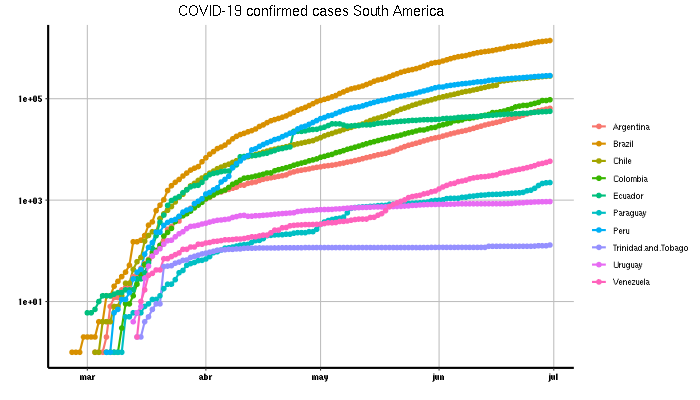 COVID-19 confirmed cases South America
1e+05
1e+03
1e+01
mar
abr
may
jun
jul
Argentina
Brazil
Chile
Colombia
Ecuador
Paraguay
Peru
Trinidad.and.Tobago
Uruguay
Venezuela